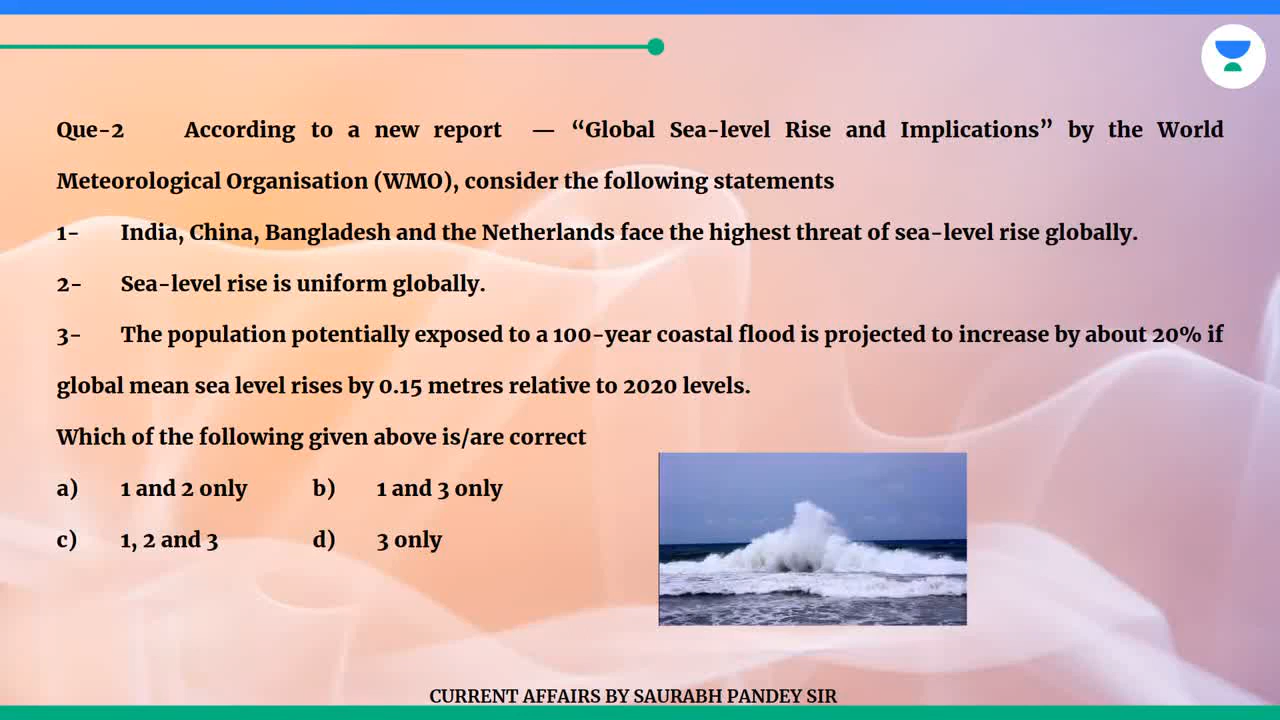 Que-2 According to a new report — “Global Sea-level Rise and Implications” by the World
Meteorological Organisation (WMO), consider the following statements
1- India, China, Bangladesh and the Netherlands face the highest threat of sea-level rise globally.
2- Sea-level rise is uniform globally.
3- The population potentially exposed to a 100-year coastal flood is projected to increase by about 20% if
global mean sea level rises by 0.15 metres relative to 2020 levels.
Which of the following given above is/are correct
a) 1 and 2 only b) 1 and 3 only
c) 1, 2 and 3 d) 3 only
CURRENT AFFAIRS BY SAURABH PANDEY SIR